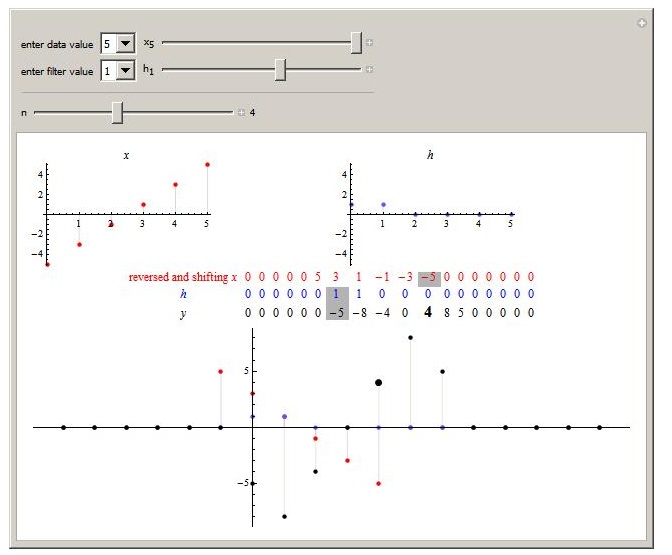 enter data value 5 x5
enter filter value 1 h1
n 4
x h
4 4
2 2
1 2 3 4 5 1 2 3 4 5
−2 −2
−4 −4
reversed and shifting x 0 0 0 0 0 5 3 1 −1 −3 −5 0 0 0 0 0 0 0
h 0 0 0 0 0 0 1 1 0 0 0 0 0 0 0 0 0 0
y 0 0 0 0 0 0 −5 −8 −4 0 4 8 5 0 0 0 0 0
5
−5